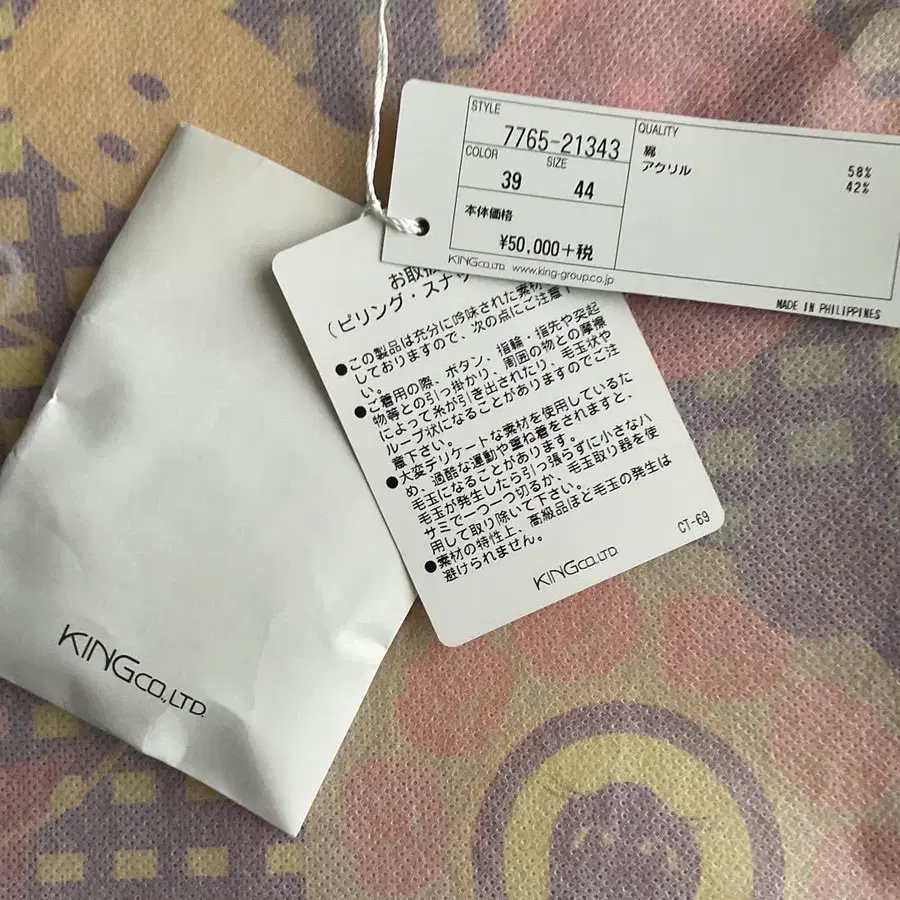 STYLE
7765-21343
COLOR
SIZE
39
44
本体価格
¥50,000+税
QUALITY
綿
58%
アクリル
42%
KING CO.,LTD. www.king-group.co.jp
MADE IN PHILIPPINES
お取扱
(ピリング・スナッ
●この製品は充分に吟味された素材
しておりますので、次の点にご注意
い。
●ご着用の際、ボタン、指輪・指先や突起
物等との引っ掛かり、周囲の物との摩擦
によって糸が引き出されたり、毛玉状や
ループ状になることがありますのでご注
意下さい。
●大変デリケートな素材を使用しているた
め、過酷な運動や重ね着をされますと、
毛玉になることがあります。
毛玉が発生したら引っ張らずに小さなハ
サミで一つ一つ切るか、毛玉取り器を使
用して取り除いて下さい。
●素材の特性上、高級品ほど毛玉の発生は
避けられません。
CT-69
KING CO.,LTD.
KING CO.,LTD.